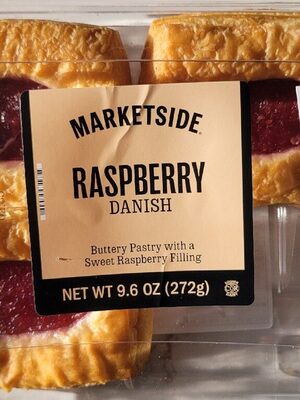 MARKETSIDE
RASPBERRY
DANISH
Buttery Pastry with a
Sweet Raspberry Filling
NET WT 9.6 OZ (272g)